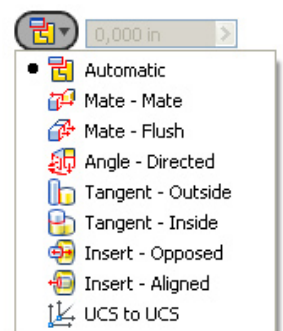 0,000 in
Automatic
Mate - Mate
Mate - Flush
Angle - Directed
Tangent - Outside
Tangent - Inside
Insert - Opposed
Insert - Aligned
UCS to UCS